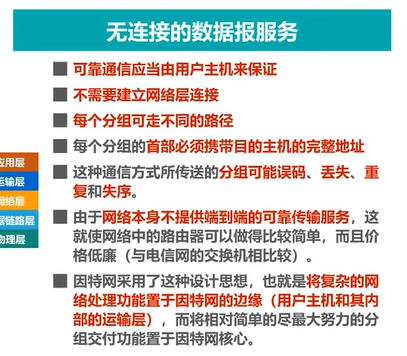 无连接的数据报服务
可靠通信应当由用户主机来保证
不需要建立网络层连接
每个分组可走不同的路径
每个分组的首部必须携带目的主机的完整地址
这种通信方式所传送的分组可能误码、丢失、重
复和失序。
由于网络本身不提供端到端的可靠传输服务，这
就使网络中的路由器可以做得比较简单，而且价
格低廉（与电信网的交换机相比较）。
因特网采用了这种设计思想，也就是将复杂的网
络处理功能置于因特网的边缘（用户主机和其内
部的运输层），而将相对简单的尽最大努力的分
组交付功能置于因特网核心。
应用层
运输层
网络层
据链路层
物理层